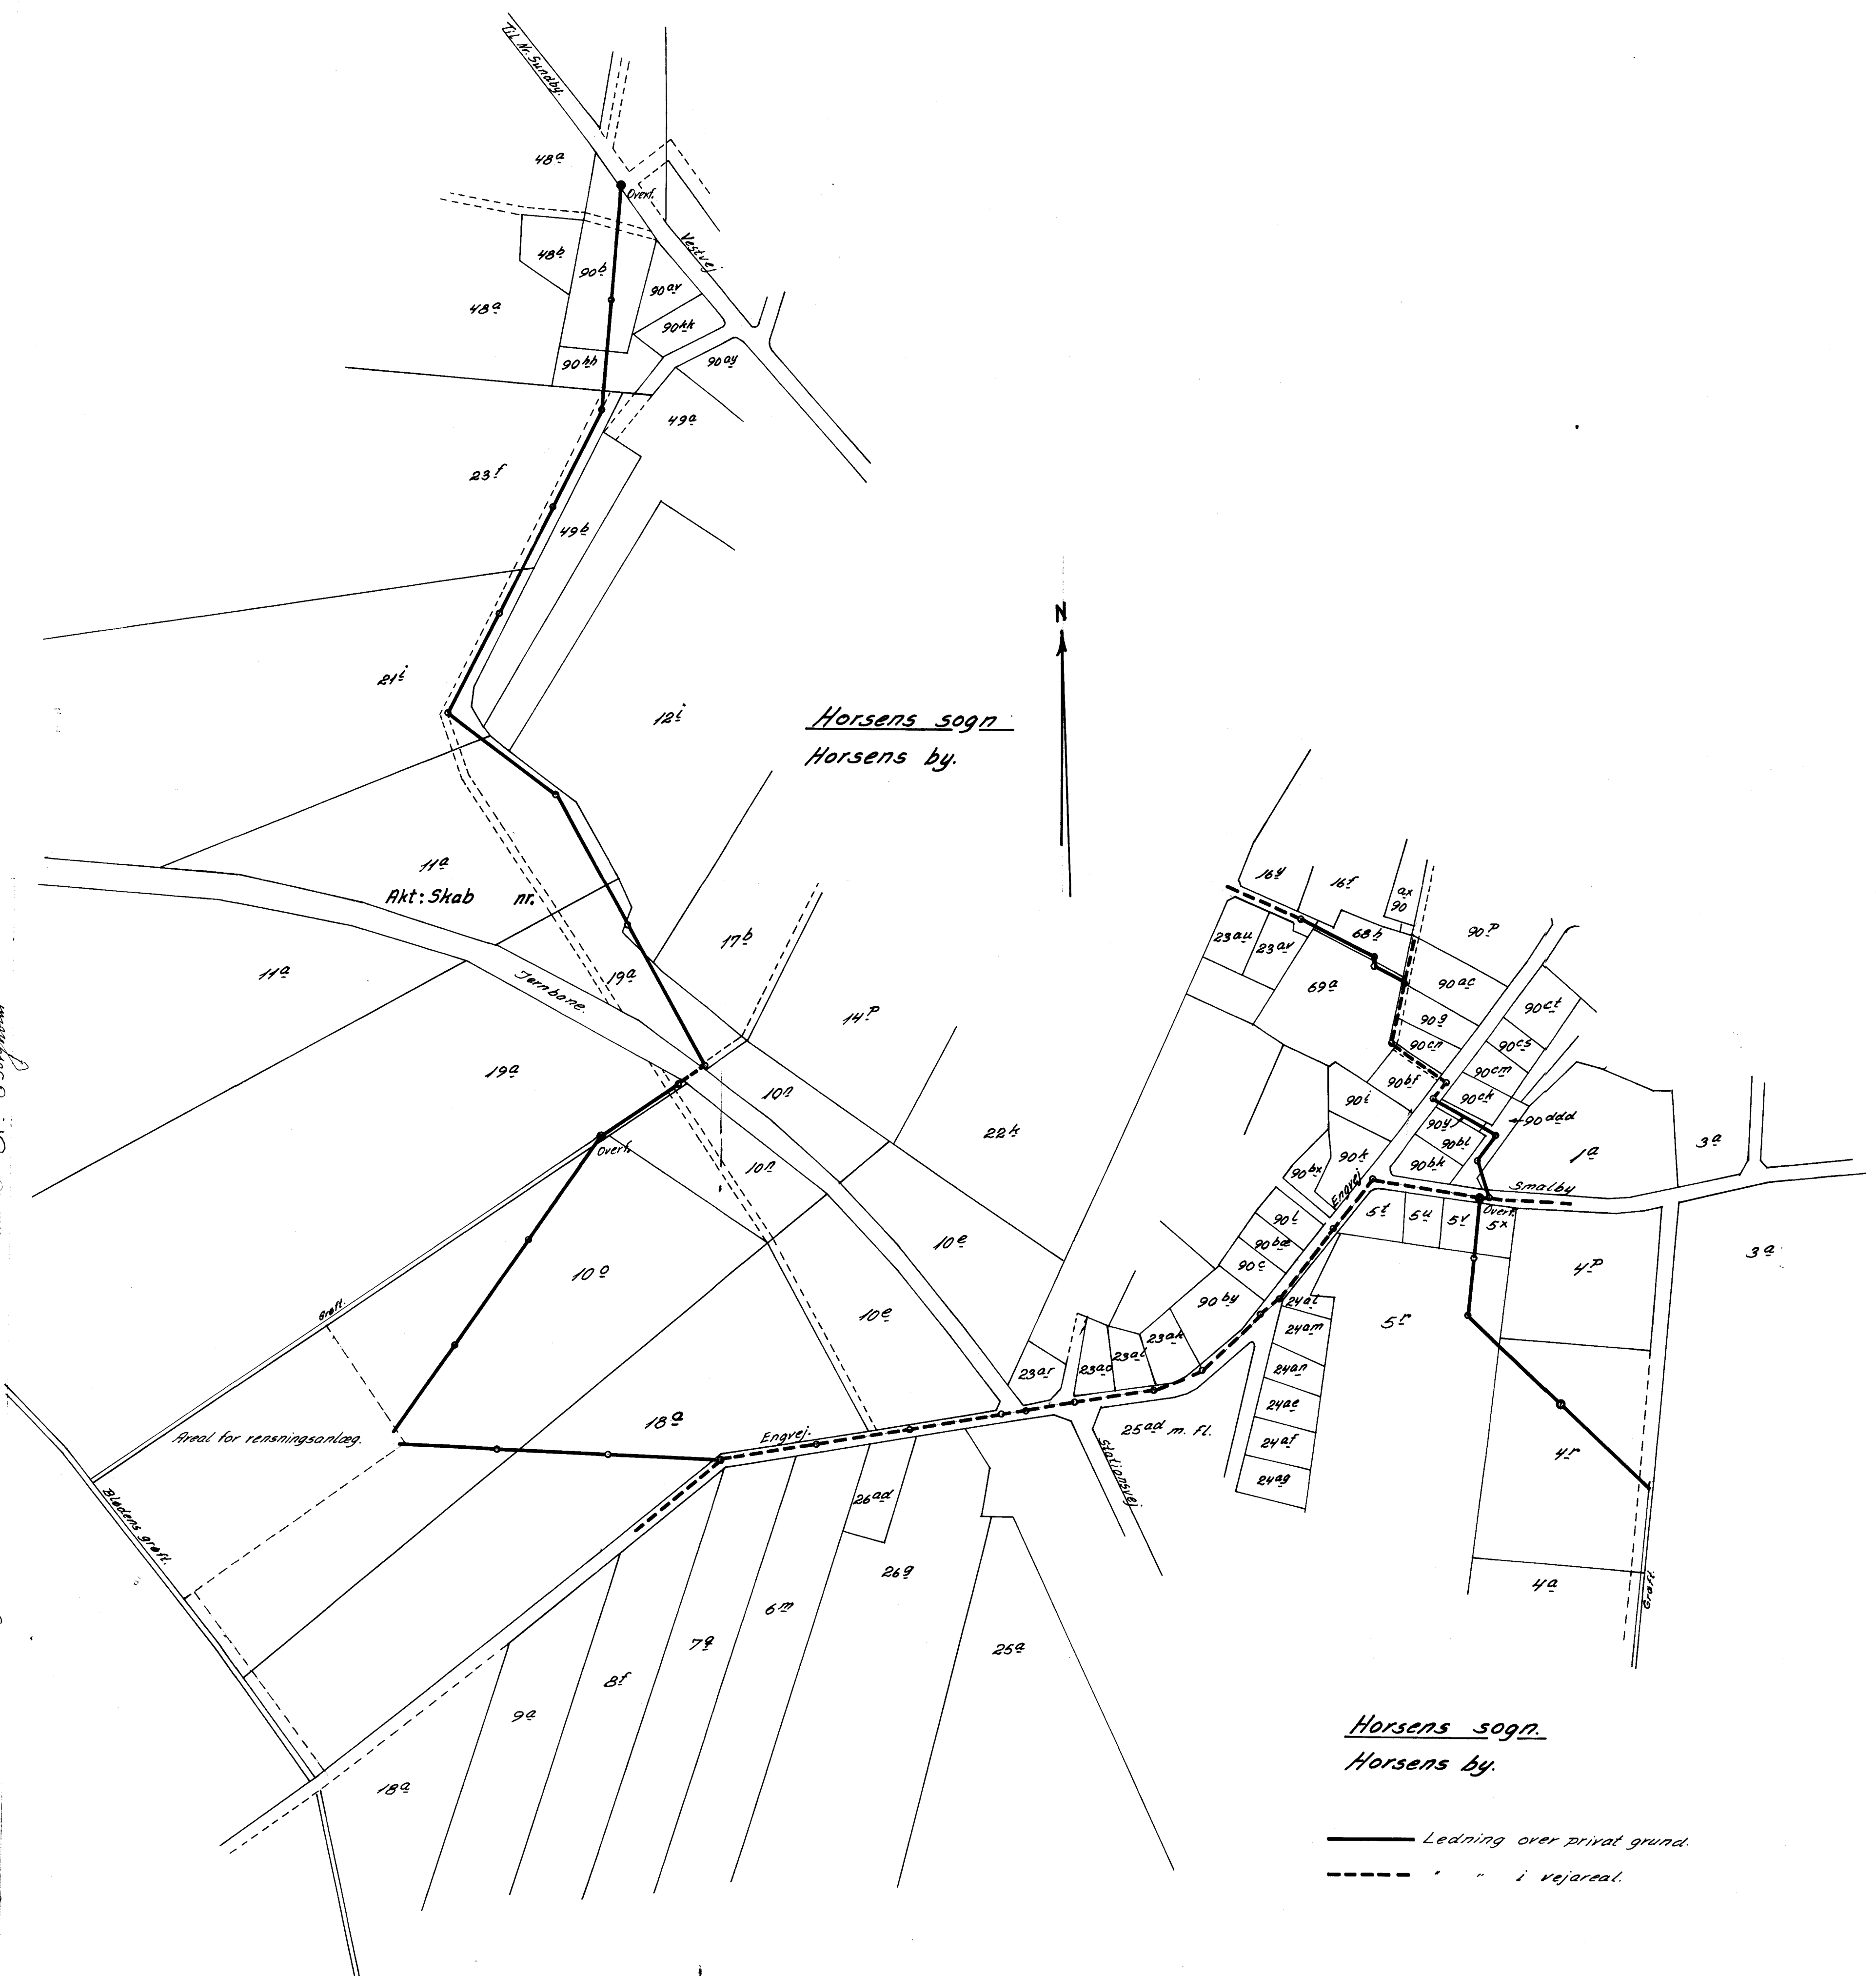 Til Nr. Sundby.
48a
Overf.
48b
90b
Vestvej
90av
48a
90kk
90hh
90ay
49a
23f
49b
21i
12i
N
Horsens sogn
Horsens by.
11a
Akt: Skab nr.
17b
11a
Jernbane.
19a
14p
19a
10n
22k
Overf.
10n
10e
10o
10e
Grøft.
18a
Areal for rensningsanlæg.
Engvej.
Blødens grøft.
26ad
26g
25a
6m
7q
8f
9a
18a
16y
16f
ax
90
68h
90p
23au
23av
69a
90ac
90ct
90g
90cs
90cn
90cm
90bf
90ck
90i
90y
90ddd
90bl
90k
90bk
90bx
1a
3a
Engvej
Smalby
Overf.
5t
5u
5v
5x
90l
90bæ
90c
90by
4p
3a
24al
24am
5r
23ak
23al
23ao
23ar
24an
24ae
24af
24ag
25ad m. fl.
Stationsvej
4r
4a
Grøft.
Horsens sogn.
Horsens by.
Ledning over privat grund.
" " i vejareal.